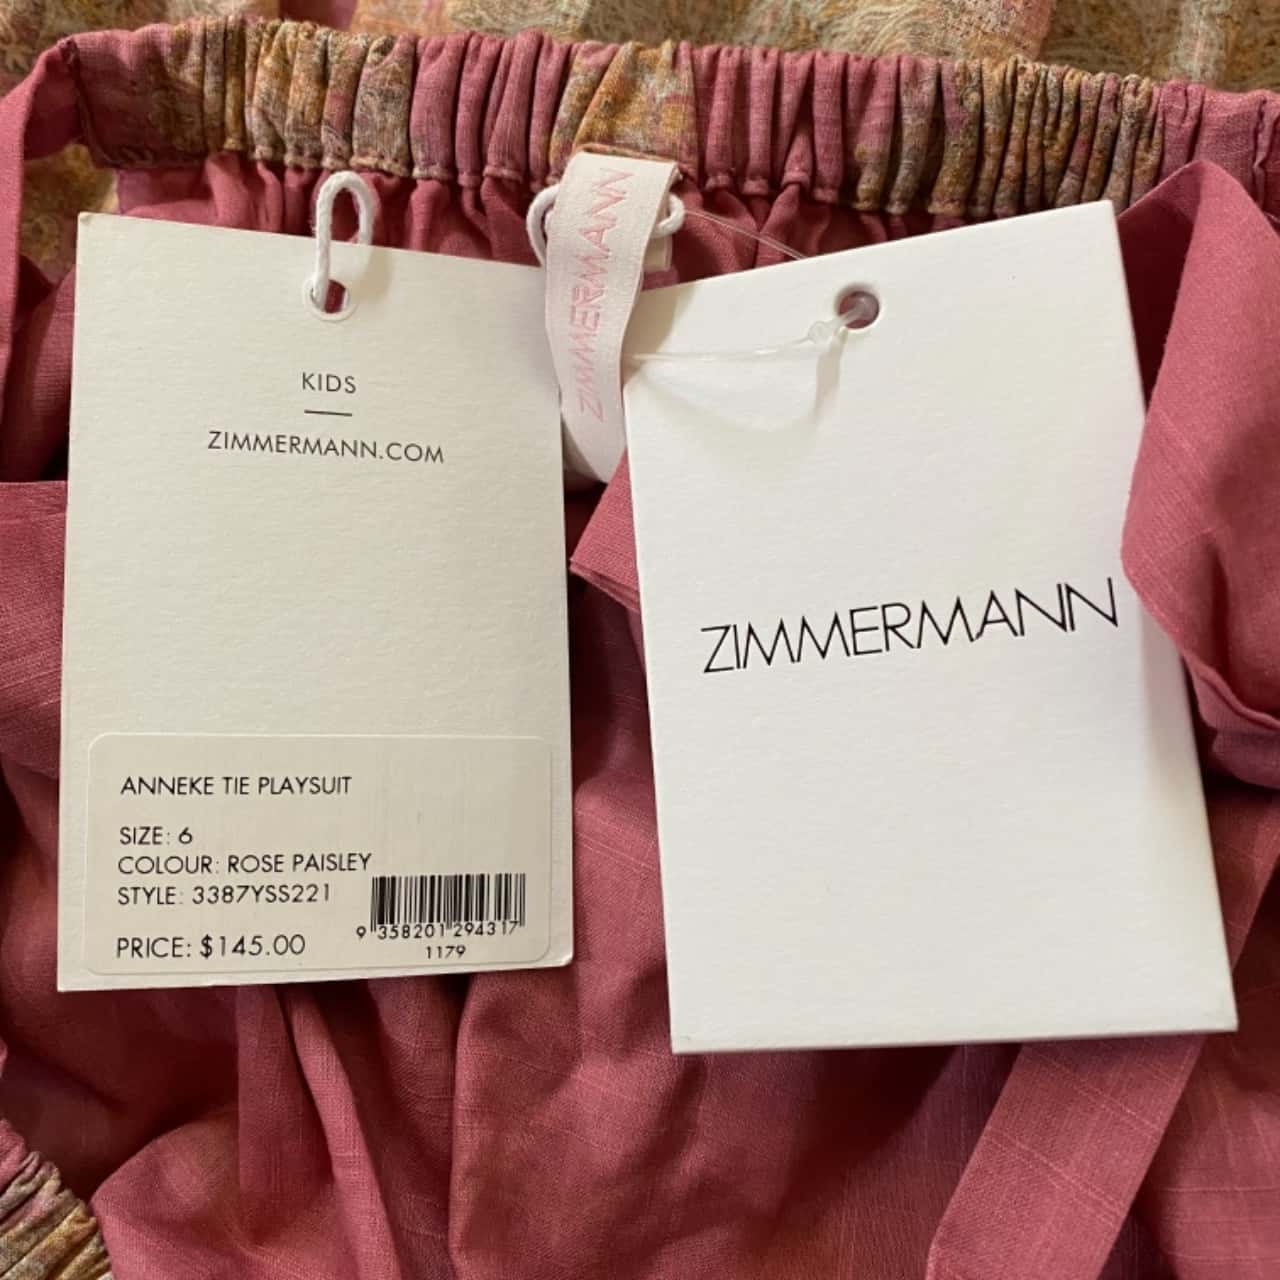 KIDS
ZIMMERMANN.COM
ANNEKE TIE PLAYSUIT
SIZE: 6
COLOUR: ROSE PAISLEY
STYLE: 3387YSS221
PRICE: $145.00
9 358201 294317
1179
ZIMMERMANN
ZIMMERMANN